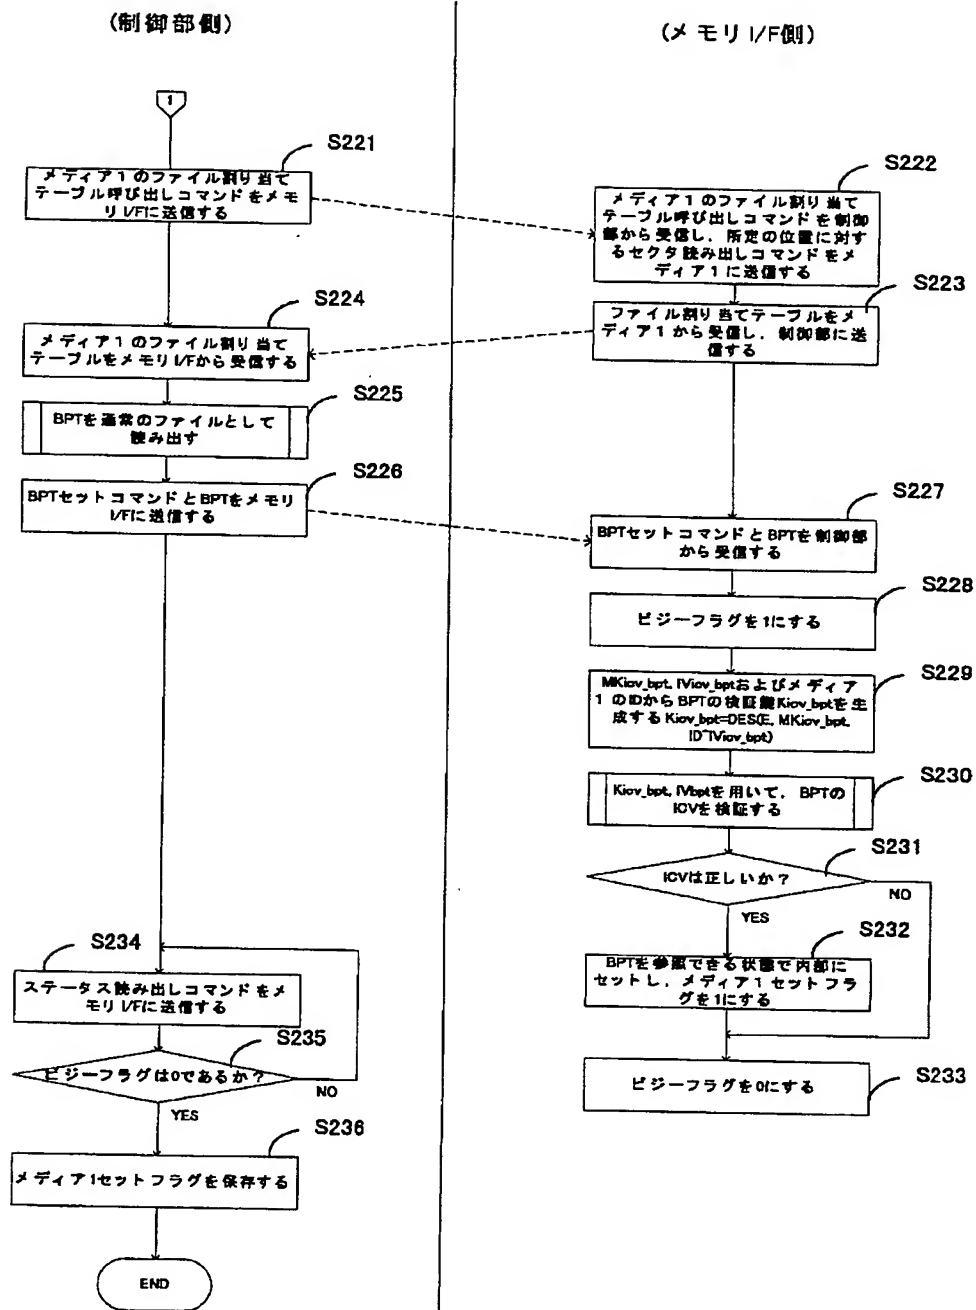 (制御部側)
(メモリI/F側)
1
S221
メディア1のファイル割り当て
テーブル呼び出しコマンドをメモ
リI/Fに送信する
S222
メディア1のファイル割り当て
テーブル呼び出しコマンドを制御
部から受信し、所定の位置に対す
るセクタ読み出しコマンドをメ
ディア1に送信する
S223
ファイル割り当てテーブルをメ
ディア1から受信し、制御部に送
信する
S224
メディア1のファイル割り当て
テーブルをメモリI/Fから受信する
S225
BPTを通常のファイルとして
読み出す
S226
BPTセットコマンドとBPTをメモリ
I/Fに送信する
S227
BPTセットコマンドとBPTを制御部
から受信する
S228
ビジーフラグを1にする
S229
MKicv_bpt, IVicv_bptおよびメディア
1のIDからBPTの検証鍵Kicv_bptを生
成する Kicv_bpt=DES(E, MKicv_bpt,
ID^IVicv_bpt)
S230
Kicv_bpt, IVbptを用いて、BPTの
ICVを検証する
S231
ICVは正しいか?
NO
YES
S232
BPTを参照できる状態で内部に
セットし、メディア1セットフラ
グを1にする
S233
ビジーフラグを0にする
S234
ステータス読み出しコマンドをメ
モリI/Fに送信する
S235
ビジーフラグは0であるか?
NO
YES
S236
メディア1セットフラグを保存する
END